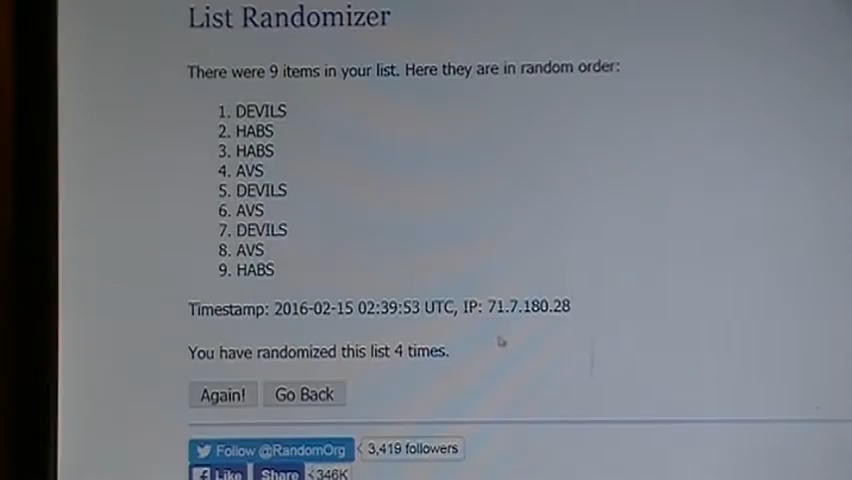 List Randomizer
There were 9 items in your list. Here they are in random order:
1. DEVILS
2. HABS
3. HABS
4. AVS
5. DEVILS
6. AVS
7. DEVILS
8. AVS
9. HABS
Timestamp: 2016-02-15 02:39:53 UTC, IP: 71.7.180.28
You have randomized this list 4 times.
Again! Go Back
Follow @RandomOrg 3,419 followers
Like Share 346K